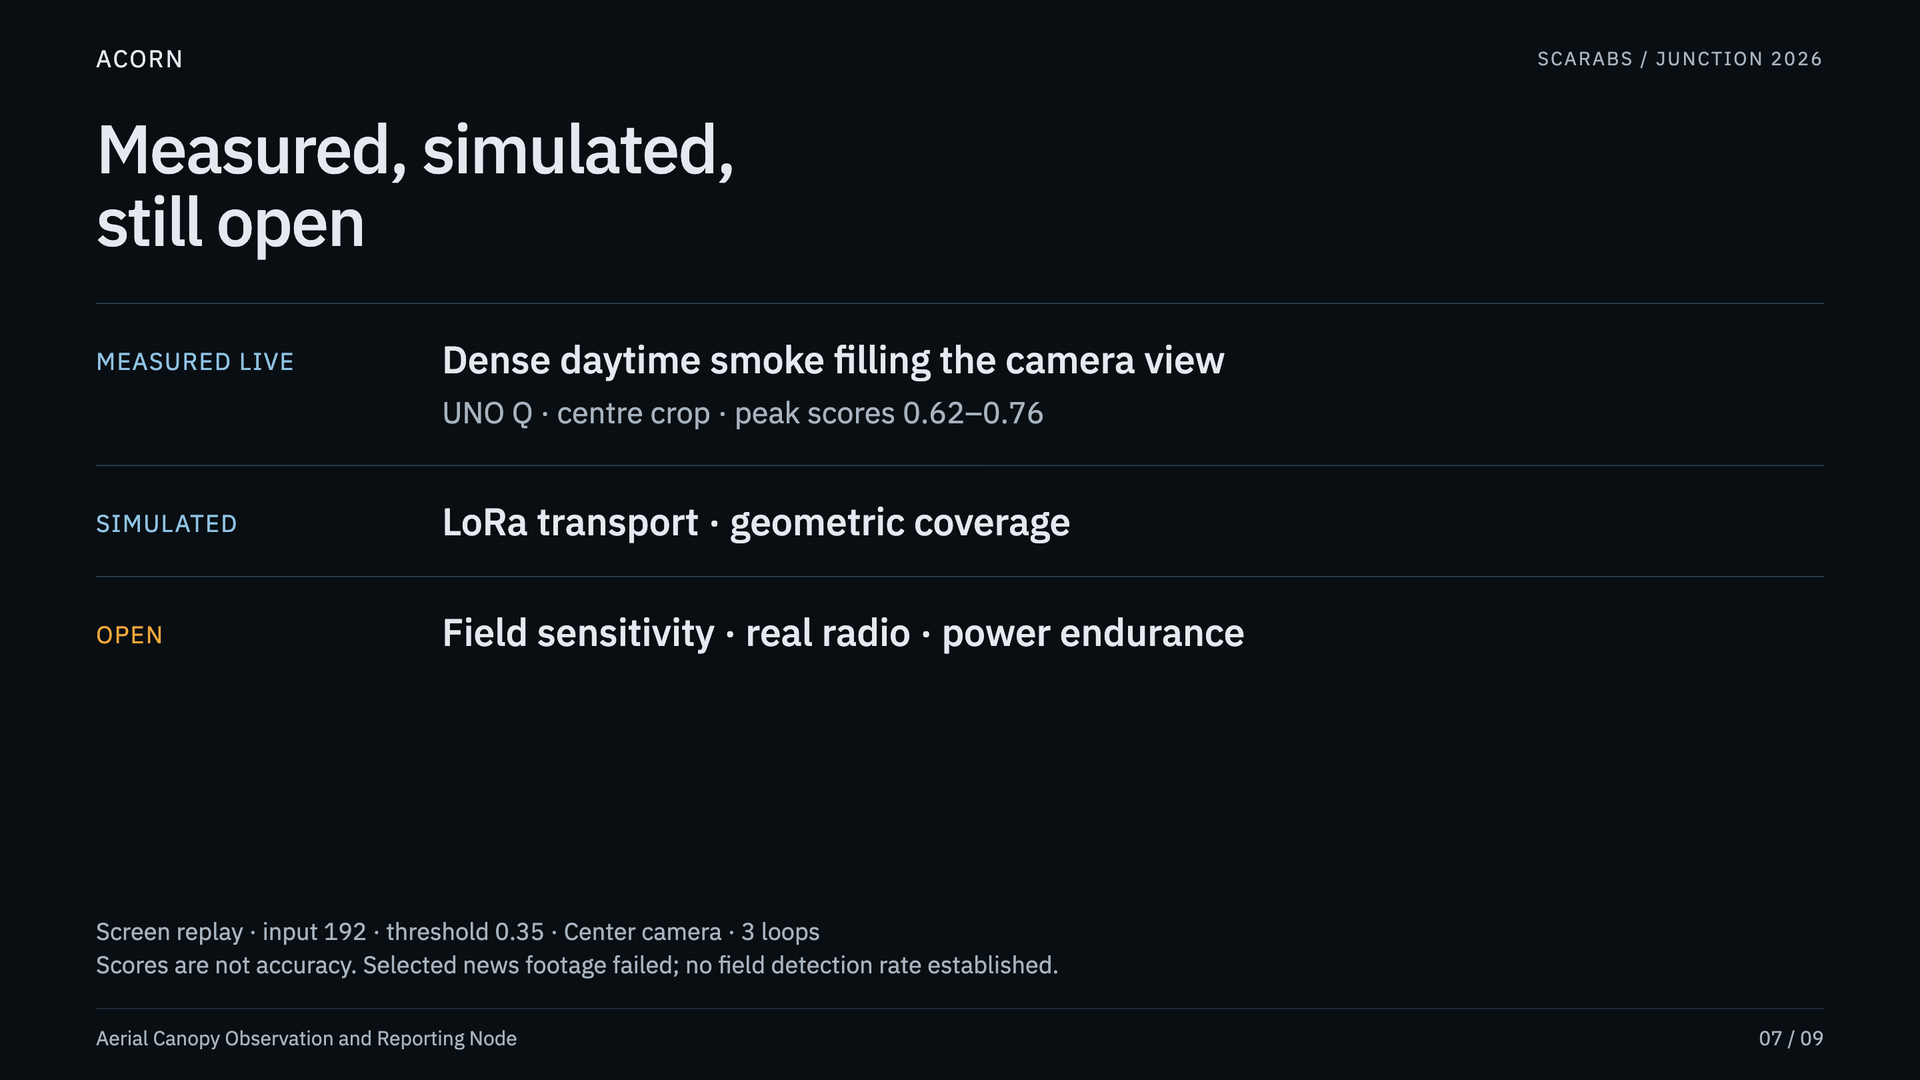 ACORN
SCARABS / JUNCTION 2026
Measured, simulated,
still open
MEASURED LIVE
Dense daytime smoke filling the camera view
UNO Q · centre crop · peak scores 0.62–0.76
SIMULATED
LoRa transport · geometric coverage
OPEN
Field sensitivity · real radio · power endurance
Screen replay · input 192 · threshold 0.35 · Center camera · 3 loops
Scores are not accuracy. Selected news footage failed; no field detection rate established.
Aerial Canopy Observation and Reporting Node
07 / 09